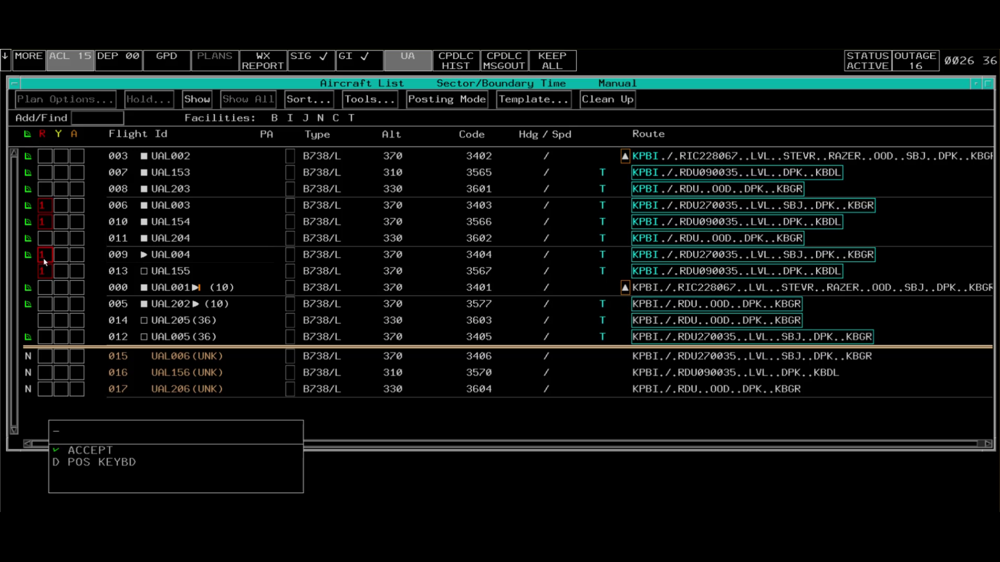 ↓ MORE ACL 15 DEP 00 GPD PLANS WX REPORT SIG ✓ GI ✓ UA CPDLC HIST CPDLC MSGOUT KEEP ALL STATUS ACTIVE OUTAGE 16 0026 36
Aircraft List Sector/Boundary Time Manual
Plan Options... Hold... Show Show All Sort... Tools... Posting Mode Template... Clean Up
Add/Find Facilities: B I J N C T
R Y A Flight Id PA Type Alt Code Hdg / Spd Route
003 UAL002 B738/L 370 3402 / KPBI./.RIC228067..LVL..STEVR..RAZER..OOD..SBJ..DPK..KBGR
007 UAL153 B738/L 310 3565 / T KPBI./.RDU090035..LVL..DPK..KBDL
008 UAL203 B738/L 330 3601 / T KPBI./.RDU..OOD..DPK..KBGR
1 006 UAL003 B738/L 370 3403 / T KPBI./.RDU270035..LVL..SBJ..DPK..KBGR
1 010 UAL154 B738/L 370 3566 / T KPBI./.RDU090035..LVL..DPK..KBDL
011 UAL204 B738/L 330 3602 / T KPBI./.RDU..OOD..DPK..KBGR
1 009 ▶ UAL004 B738/L 370 3404 / T KPBI./.RDU270035..LVL..SBJ..DPK..KBGR
1 013 UAL155 B738/L 370 3567 / T KPBI./.RDU090035..LVL..DPK..KBDL
000 UAL001▶ (10) B738/L 370 3401 / KPBI./.RIC228067..LVL..STEVR..RAZER..OOD..SBJ..DPK..KBGR
005 UAL202▶ (10) B738/L 370 3577 / T KPBI./.RDU..OOD..DPK..KBGR
014 UAL205(36) B738/L 330 3603 / T KPBI./.RDU..OOD..DPK..KBGR
012 UAL005(36) B738/L 370 3405 / T KPBI./.RDU270035..LVL..SBJ..DPK..KBGR
N 015 UAL006(UNK) B738/L 370 3406 / KPBI./.RDU270035..LVL..SBJ..DPK..KBGR
N 016 UAL156(UNK) B738/L 310 3570 / KPBI./.RDU090035..LVL..DPK..KBDL
N 017 UAL206(UNK) B738/L 330 3604 / KPBI./.RDU..OOD..DPK..KBGR
_
✓ ACCEPT
D POS KEYBD